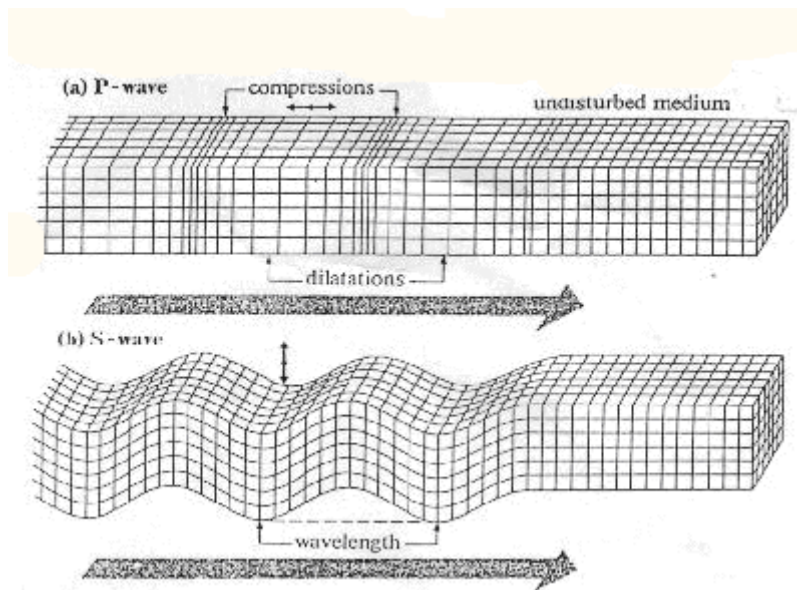 (a) P-wave
compressions
undisturbed medium
dilatations
(b) S-wave
wavelength